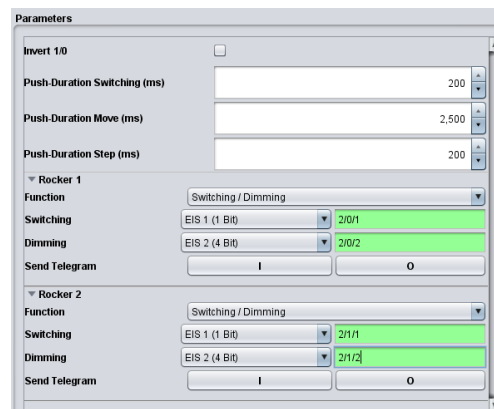 Parameters
Invert 1/0
Push-Duration Switching (ms) 200
Push-Duration Move (ms) 2,500
Push-Duration Step (ms) 200
Rocker 1
Function Switching / Dimming
Switching EIS 1 (1 Bit) 2/0/1
Dimming EIS 2 (4 Bit) 2/0/2
Send Telegram I O
Rocker 2
Function Switching / Dimming
Switching EIS 1 (1 Bit) 2/1/1
Dimming EIS 2 (4 Bit) 2/1/2
Send Telegram I O